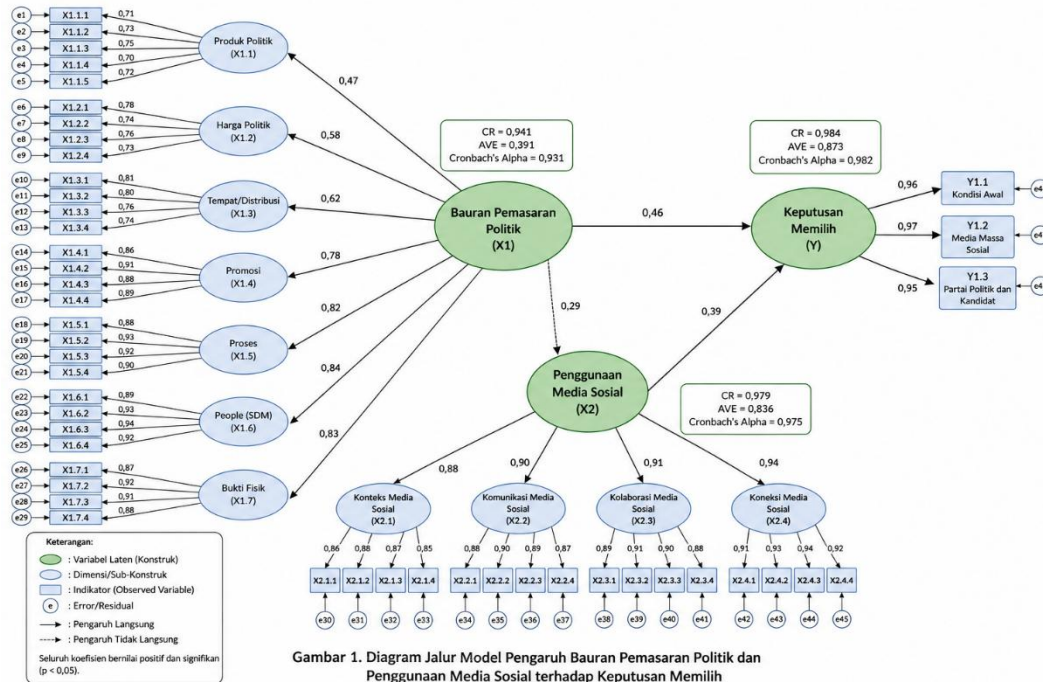 e1 X1.1.1 0,71
e2 X1.1.2 0,73
e3 X1.1.3 0,75
e4 X1.1.4 0,70
e5 X1.1.5 0,72
Produk Politik
(X1.1)
0,47
e6 X1.2.1 0,78
e7 X1.2.2 0,74
e8 X1.2.3 0,76
e9 X1.2.4 0,73
Harga Politik
(X1.2)
0,58
e10 X1.3.1 0,81
e11 X1.3.2 0,80
e12 X1.3.3 0,76
e13 X1.3.4 0,74
Tempat/Distribusi
(X1.3)
0,62
e14 X1.4.1 0,86
e15 X1.4.2 0,91
e16 X1.4.3 0,88
e17 X1.4.4 0,89
Promosi
(X1.4)
0,78
e18 X1.5.1 0,88
e19 X1.5.2 0,93
e20 X1.5.3 0,92
e21 X1.5.4 0,90
Proses
(X1.5)
0,82
e22 X1.6.1 0,89
e23 X1.6.2 0,93
e24 X1.6.3 0,94
e25 X1.6.4 0,92
People (SDM)
(X1.6)
0,84
e26 X1.7.1 0,87
e27 X1.7.2 0,92
e28 X1.7.3 0,91
e29 X1.7.4 0,88
Bukti Fisik
(X1.7)
0,83
CR = 0,941
AVE = 0,391
Cronbach's Alpha = 0,931
Bauran Pemasaran
Politik
(X1)
0,46
0,29
CR = 0,984
AVE = 0,873
Cronbach's Alpha = 0,982
Keputusan
Memilih
(Y)
0,96
Y1.1
Kondisi Awal
e4
0,97
Y1.2
Media Massa
Sosial
e4
0,95
Y1.3
Partai Politik dan
Kandidat
e4
0,39
Penggunaan
Media Sosial
(X2)
CR = 0,979
AVE = 0,836
Cronbach's Alpha = 0,975
0,88 0,90 0,91 0,94
Konteks Media
Sosial
(X2.1)
Komunikasi Media
Sosial
(X2.2)
Kolaborasi Media
Sosial
(X2.3)
Koneksi Media
Sosial
(X2.4)
0,86 0,88 0,87 0,85 0,88 0,90 0,89 0,87 0,89 0,91 0,90 0,88 0,91 0,93 0,94 0,92
X2.1.1 X2.1.2 X2.1.3 X2.1.4 X2.2.1 X2.2.2 X2.2.3 X2.2.4 X2.3.1 X2.3.2 X2.3.3 X2.3.4 X2.4.1 X2.4.2 X2.4.3 X2.4.4
e30 e31 e32 e33 e34 e35 e36 e37 e38 e39 e40 e41 e42 e43 e44 e45
Keterangan:
: Variabel Laten (Konstruk)
: Dimensi/Sub-Konstruk
: Indikator (Observed Variable)
e : Error/Residual
: Pengaruh Langsung
: Pengaruh Tidak Langsung
Seluruh koefisien bernilai positif dan signifikan
(p < 0,05).
Gambar 1. Diagram Jalur Model Pengaruh Bauran Pemasaran Politik dan
Penggunaan Media Sosial terhadap Keputusan Memilih